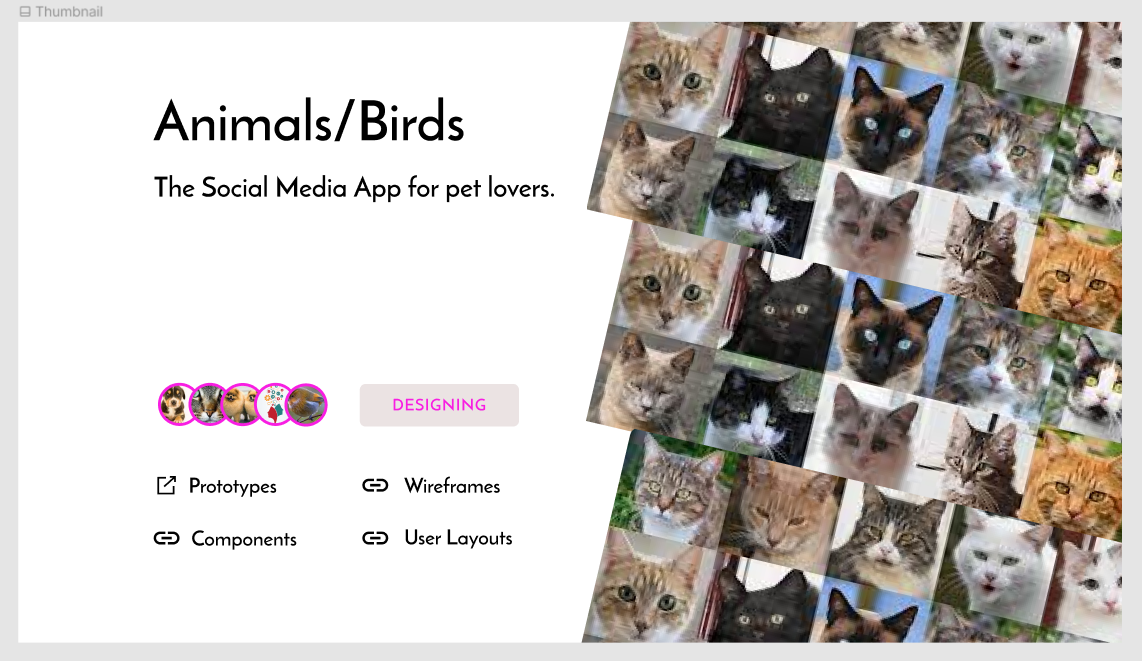 Thumbnail
Animals/Birds
The Social Media App for pet lovers.
DESIGNING
Prototypes
Wireframes
Components
User Layouts